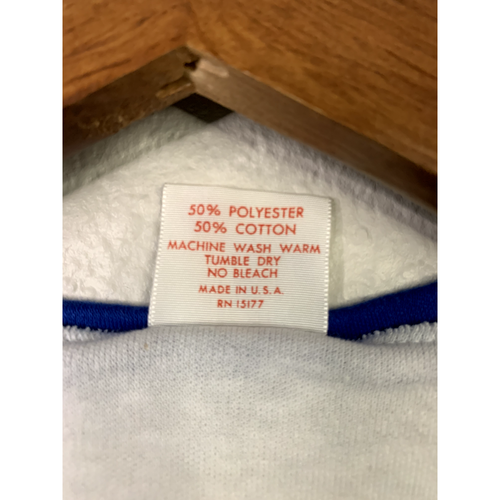 50% POLYESTER
50% COTTON
MACHINE WASH WARM
TUMBLE DRY
NO BLEACH
MADE IN U.S.A.
RN 15177